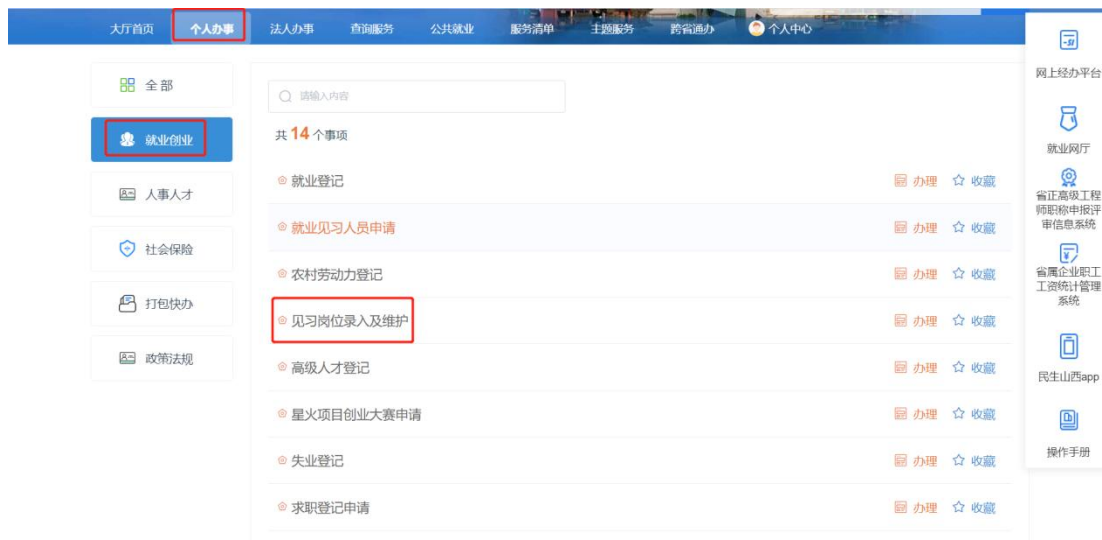 大厅首页 个人办事 法人办事 查询服务 公共就业 服务清单 主题服务 跨省通办 个人中心
全部
就业创业
人事人才
社会保险
打包快办
政策法规
请输入内容
共 14 个事项
就业登记 办理 收藏
就业见习人员申请 办理 收藏
农村劳动力登记 办理 收藏
见习岗位录入及维护 办理 收藏
高级人才登记 办理 收藏
星火项目创业大赛申请 办理 收藏
失业登记 办理 收藏
求职登记申请 办理 收藏
网上经办平台
就业网厅
省正高级工程
师职称申报评
审信息系统
省属企业职工
工资统计管理
系统
民生山西app
操作手册